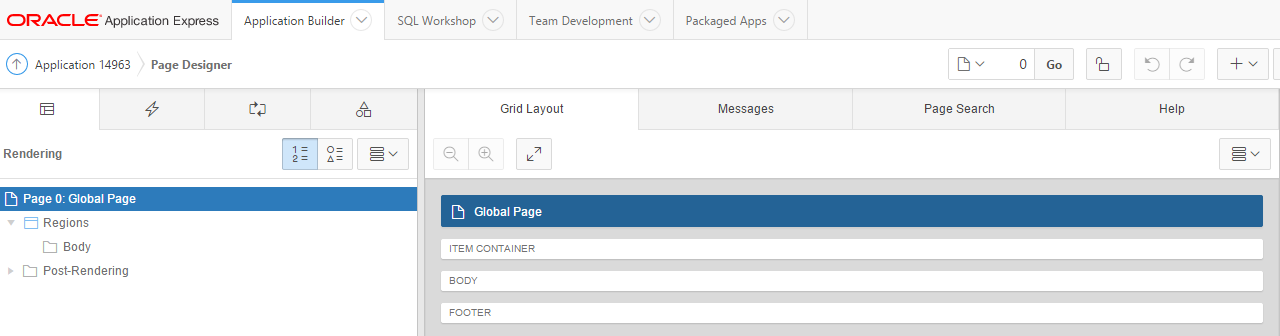 ORACLE Application Express Application Builder SQL Workshop Team Development Packaged Apps
Application 14963 Page Designer 0 Go
Grid Layout Messages Page Search Help
Rendering
Page 0: Global Page
Regions
Body
Post-Rendering
Global Page
ITEM CONTAINER
BODY
FOOTER